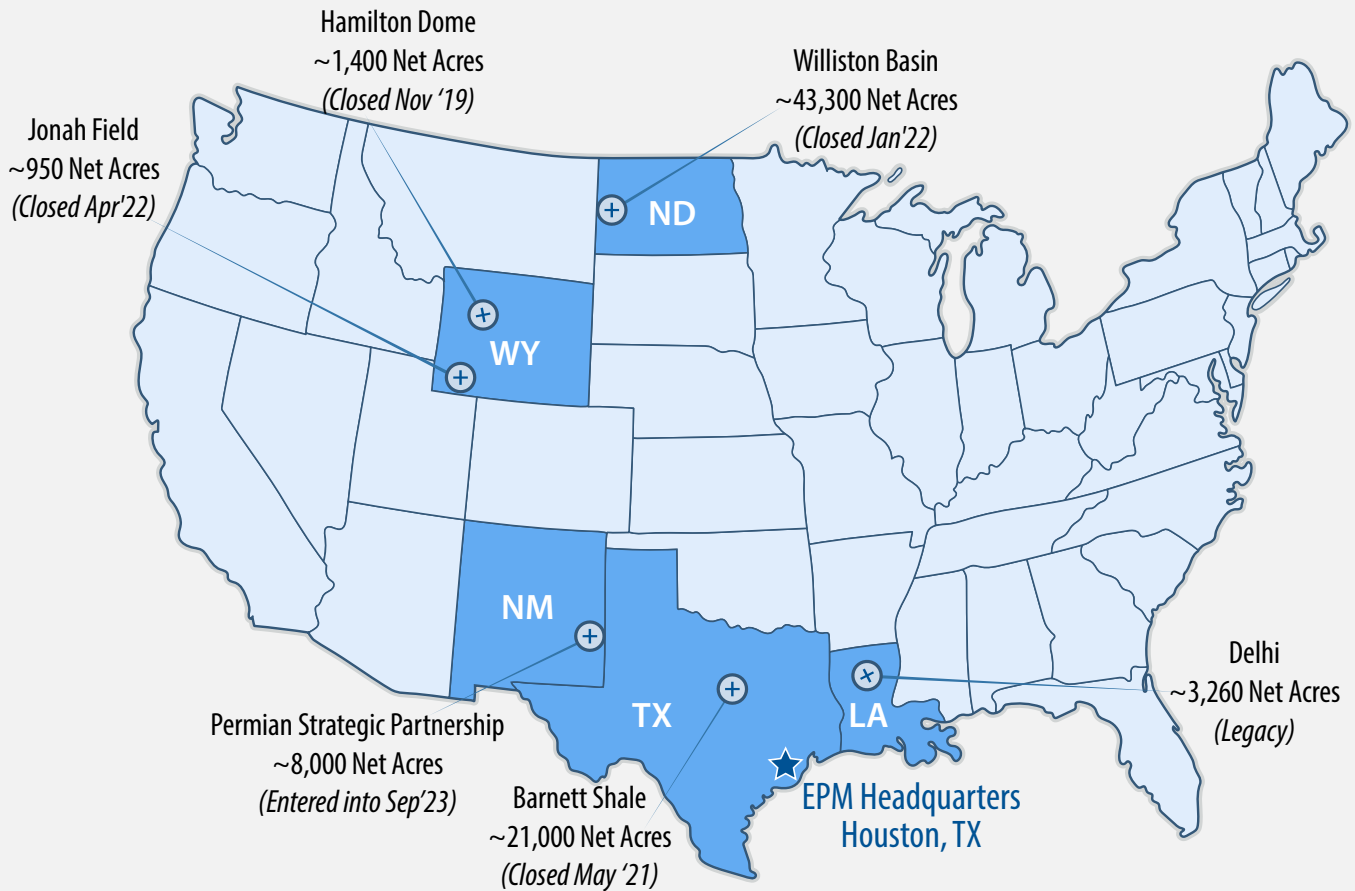 Hamilton Dome
~1,400 Net Acres
(Closed Nov ‘19)
Williston Basin
~43,300 Net Acres
(Closed Jan'22)
Jonah Field
~950 Net Acres
(Closed Apr'22)
ND
WY
NM
TX
LA
Delhi
~3,260 Net Acres
(Legacy)
Permian Strategic Partnership
~8,000 Net Acres
(Entered into Sep’23)
Barnett Shale
~21,000 Net Acres
(Closed May ‘21)
EPM Headquarters
Houston, TX